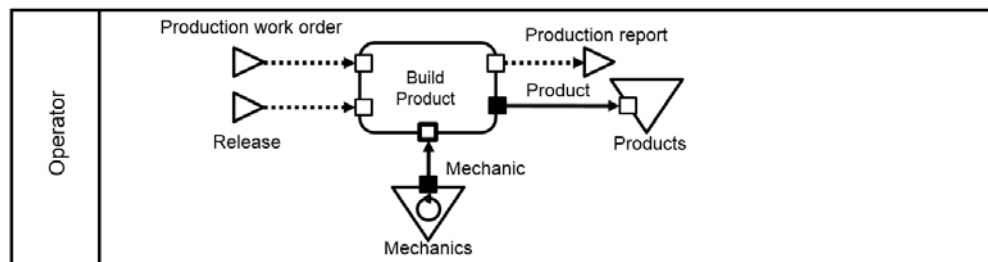 Operator
Production work order
Release
Build
Product
Production report
Product
Products
Mechanic
Mechanics